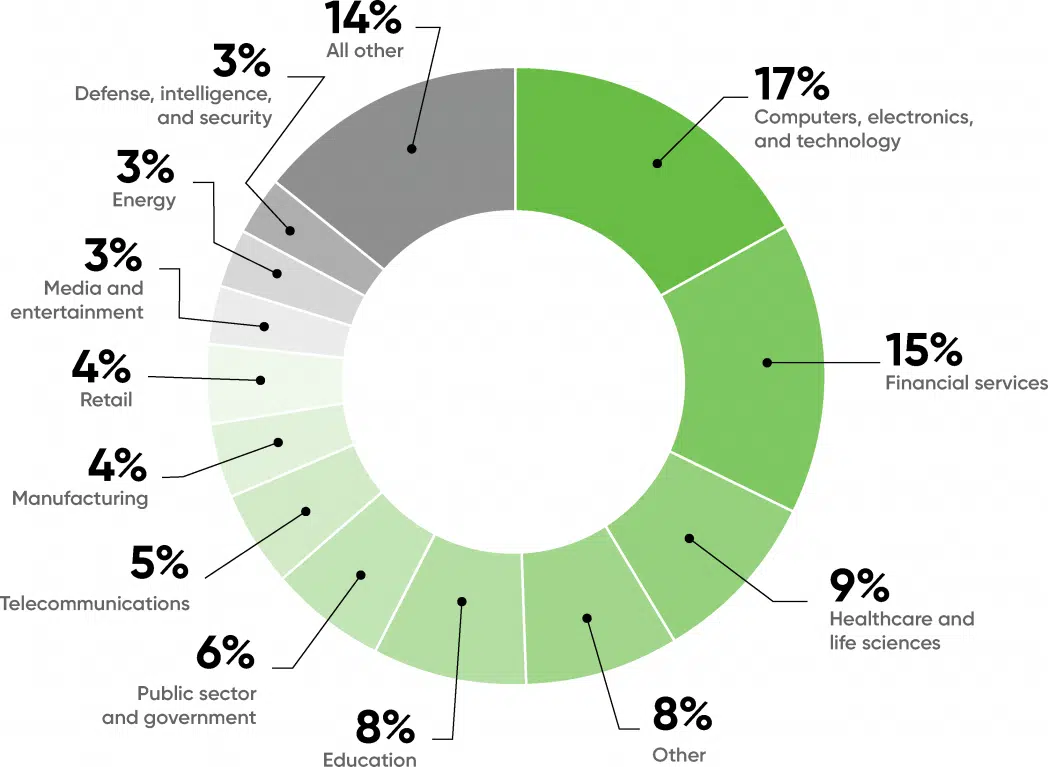 14%
All other
17%
Computers, electronics,
and technology
15%
Financial services
9%
Healthcare and
life sciences
8%
Other
8%
Education
6%
Public sector
and government
5%
Telecommunications
4%
Manufacturing
4%
Retail
3%
Media and
entertainment
3%
Energy
3%
Defense, intelligence,
and security